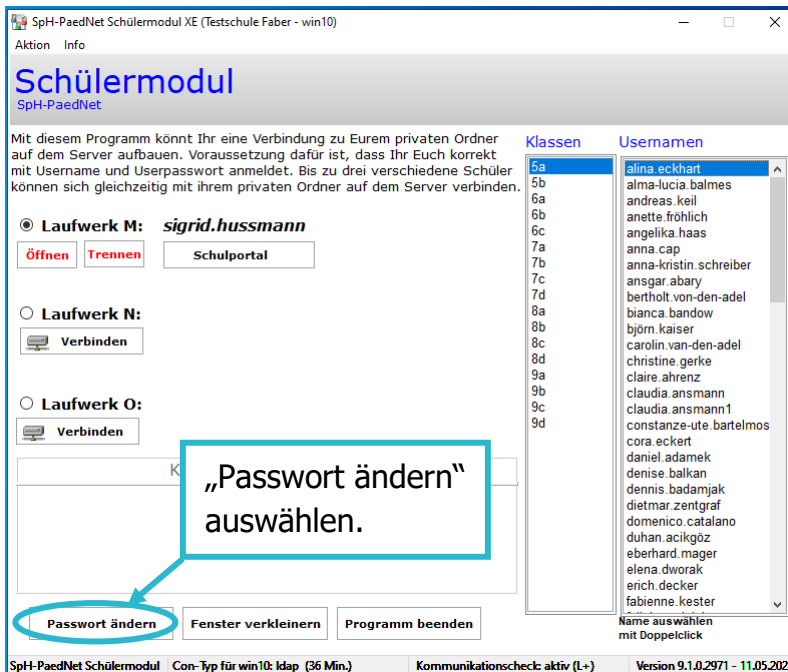 SpH-PaedNet Schülermodul XE (Testschule Faber - win10)
Aktion Info
Schülermodul
SpH-PaedNet
Mit diesem Programm könnt Ihr eine Verbindung zu Eurem privaten Ordner
auf dem Server aufbauen. Voraussetzung dafür ist, dass Ihr Euch korrekt
mit Username und Userpasswort anmeldet. Bis zu drei verschiedene Schüler
können sich gleichzeitig mit ihrem privaten Ordner auf dem Server verbinden.
Laufwerk M: sigrid.hussmann
Öffnen Trennen Schulportal
Laufwerk N:
Verbinden
Laufwerk O:
Verbinden
K
„Passwort ändern“
auswählen.
Passwort ändern Fenster verkleinern Programm beenden
Klassen
5a
5b
6a
6b
6c
7a
7b
7c
7d
8a
8b
8c
8d
9a
9b
9c
9d
Usernamen
alina.eckhart
alma-lucia.balmes
andreas.keil
anette.fröhlich
angelika.haas
anna.cap
anna-kristin.schreiber
ansgar.abary
bertholt.von-den-adel
bianca.bandow
björn.kaiser
carolin.van-den-adel
christine.gerke
claire.ahrenz
claudia.ansmann
claudia.ansmann1
constanze-ute.bartelmos
cora.eckert
daniel.adamek
denise.balkan
dennis.badamjak
dietmar.zentgraf
domenico.catalano
duhan.acikgöz
eberhard.mager
elena.dworak
erich.decker
fabienne.kester
Name auswählen
mit Doppelclick
SpH-PaedNet Schülermodul Con-Typ für win10: ldap (36 Min.) Kommunikationscheck: aktiv (L+) Version 9.1.0.2971 - 11.05.202